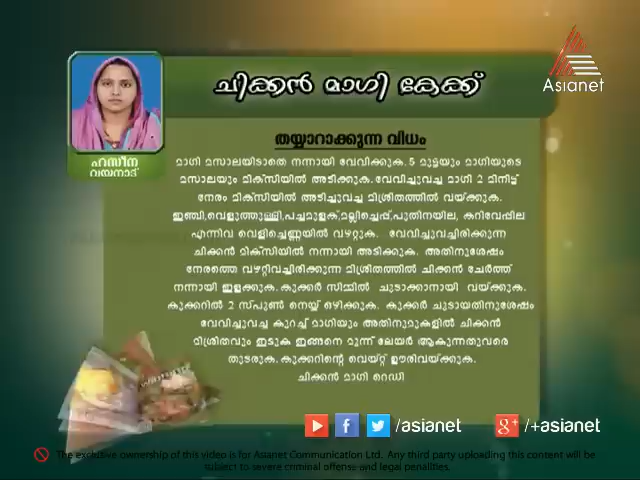 Asianet
ചിക്കൻ മാഗി കേക്ക്
ഹസീന
വയനാട്
തയ്യാറാക്കുന്ന വിധം
മാഗി മസാലയിടാതെ നന്നായി വേവിക്കുക. 5 മുട്ടയും മാഗിയുടെ
മസാലയും മിക്സിയിൽ അടിക്കുക. വേവിച്ചുവച്ച മാഗി 2 മിനിട്ട്
നേരം മിക്സിയിൽ അടിച്ചുവച്ച മിശ്രിതത്തിൽ വയ്ക്കുക.
ഇഞ്ചി,വെളുത്തുള്ളി,പച്ചമുളക്,മല്ലിച്ചെപ്പ്,പുതിനയില, കറിവേപ്പില
എന്നിവ വെളിച്ചെണ്ണയിൽ വഴറ്റുക. വേവിച്ചുവച്ചിരിക്കുന്ന
ചിക്കൻ മിക്സിയിൽ നന്നായി അടിക്കുക. അതിനുശേഷം
നേരത്തെ വഴറ്റിവച്ചിരിക്കുന്ന മിശ്രിതത്തിൽ ചിക്കൻ ചേർത്ത്
നന്നായി ഇളക്കുക. കുക്കർ സിമ്മിൽ ചൂടാക്കാനായി വയ്ക്കുക.
കുക്കറിൽ 2 സ്പൂൺ നെയ്യ് ഒഴിക്കുക. കുക്കർ ചൂടായതിനുശേഷം
വേവിച്ചുവച്ച കുറച്ച് മാഗിയും അതിനുമുകളിൽ ചിക്കൻ
മിശ്രിതവും ഇടുക ഇങ്ങനെ മൂന്ന് ലേയർ ആകുന്നതുവരെ
തുടരുക. കുക്കറിന്റെ വെയ്റ്റ് ഊരിവയ്ക്കുക.
ചിക്കൻ മാഗി റെഡി
/asianet
/+asianet
The exclusive ownership of this video is for Asianet Communication Ltd. Any third party uploading this content will be
subject to severe criminal offense and legal penalties.